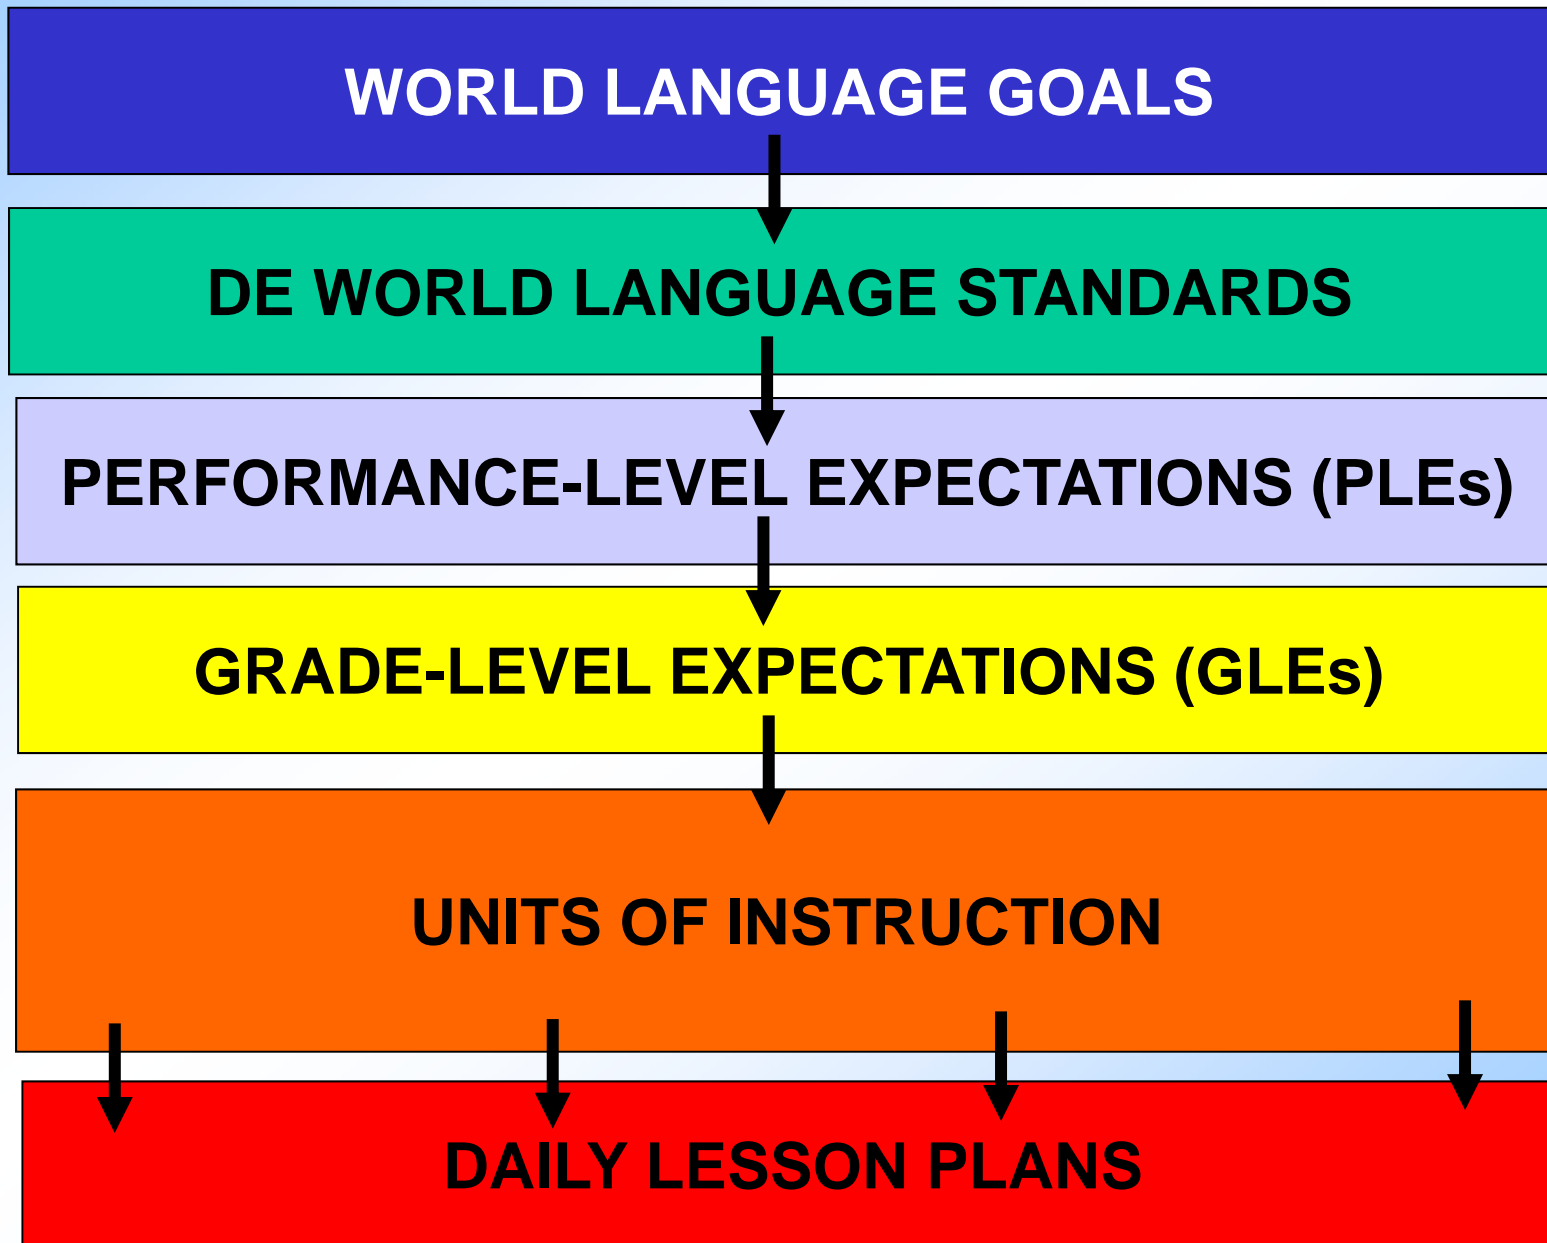 WORLD LANGUAGE GOALS
DE WORLD LANGUAGE STANDARDS
PERFORMANCE-LEVEL EXPECTATIONS (PLEs)
GRADE-LEVEL EXPECTATIONS (GLEs)
UNITS OF INSTRUCTION
DAILY LESSON PLANS